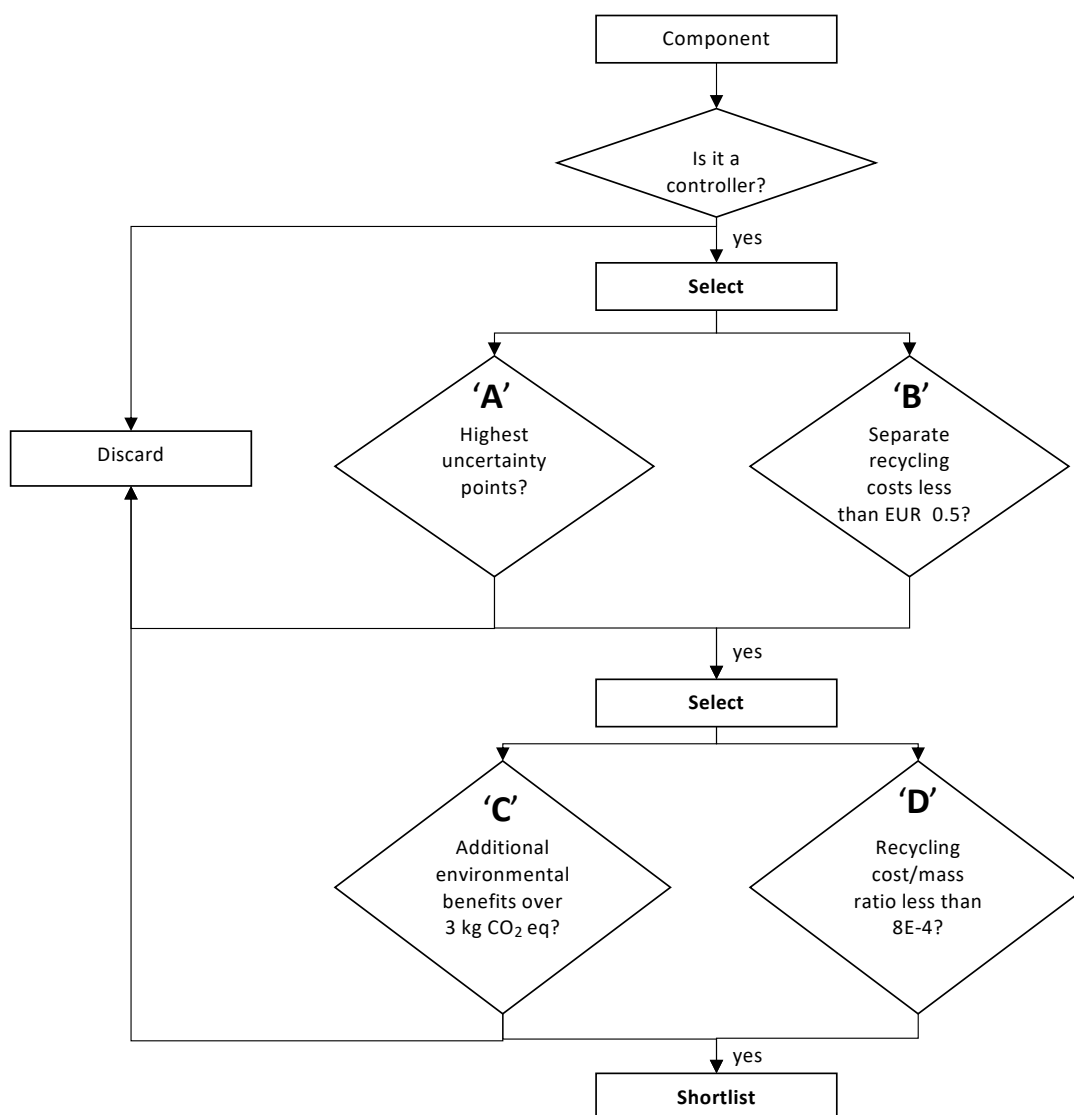 Component
Is it a
controller?
yes
Select
‘A’
Highest
uncertainty
points?
‘B’
Separate
recycling
costs less
than EUR 0.5?
Discard
yes
Select
‘C’
Additional
environmental
benefits over
3 kg CO₂ eq?
‘D’
Recycling
cost/mass
ratio less than
8E-4?
yes
Shortlist